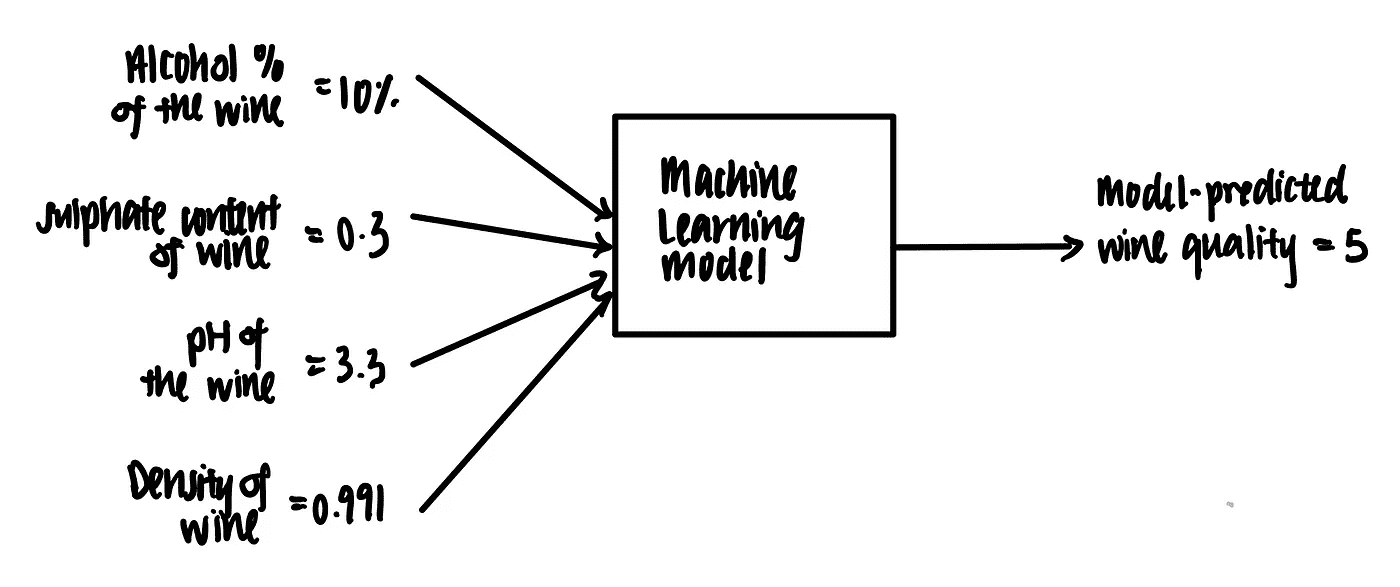 Alcohol %
of the wine
=10%
sulphate content
of wine
= 0.3
pH of
the wine
= 3.3
Density of
wine
=0.991
Machine
Learning
model
model-predicted
wine quality = 5